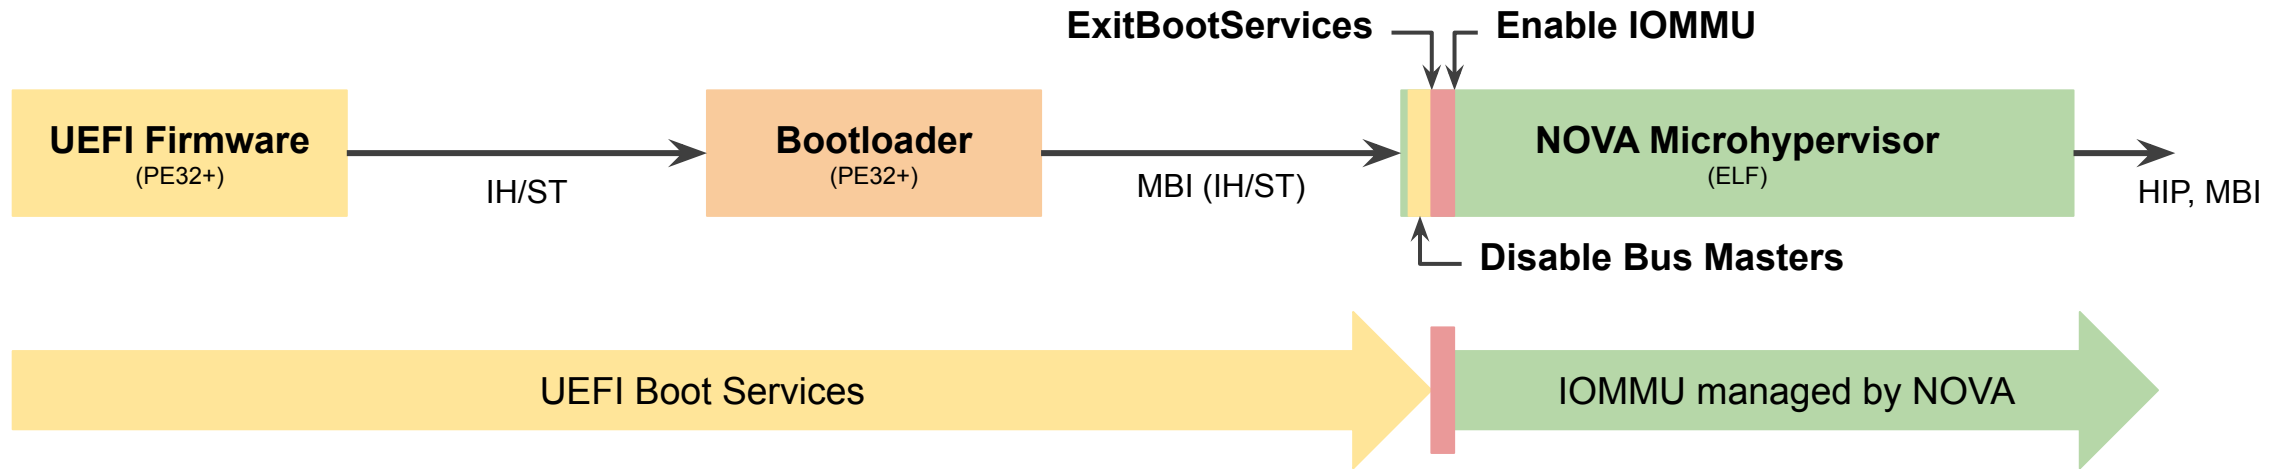 ExitBootServices
Enable IOMMU
UEFI Firmware
(PE32+)
IH/ST
Bootloader
(PE32+)
MBI (IH/ST)
NOVA Microhypervisor
(ELF)
HIP, MBI
Disable Bus Masters
UEFI Boot Services
IOMMU managed by NOVA